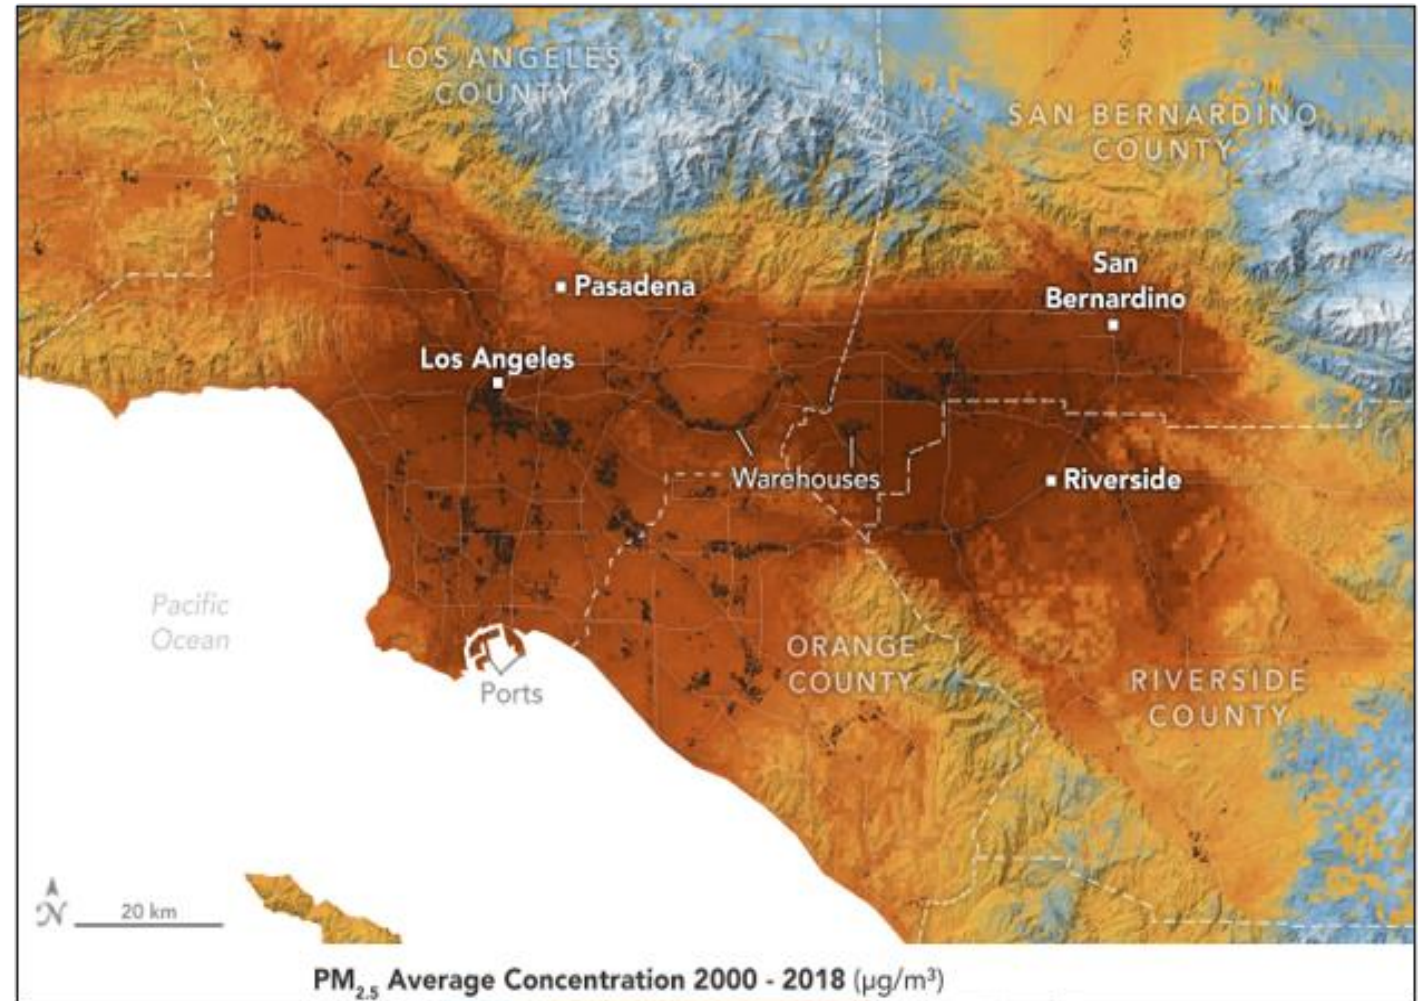 LOS ANGELES
COUNTY
SAN BERNARDINO
COUNTY
San
Bernardino
Pasadena
Los Angeles
Warehouses
Riverside
Pacific
Ocean
ORANGE
COUNTY
RIVERSIDE
COUNTY
Ports
N
20 km
PM2.5 Average Concentration 2000 - 2018 (µg/m³)